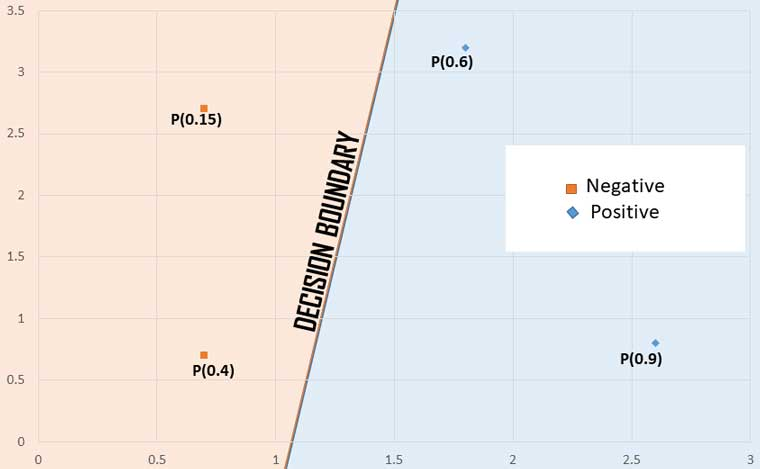 3.5
P(0.6)
3
P(0.15)
2.5
DECISION BOUNDARY
Negative
2
Positive
1.5
1
P(0.9)
P(0.4)
0.5
0
0 0.5 1 1.5 2 2.5 3